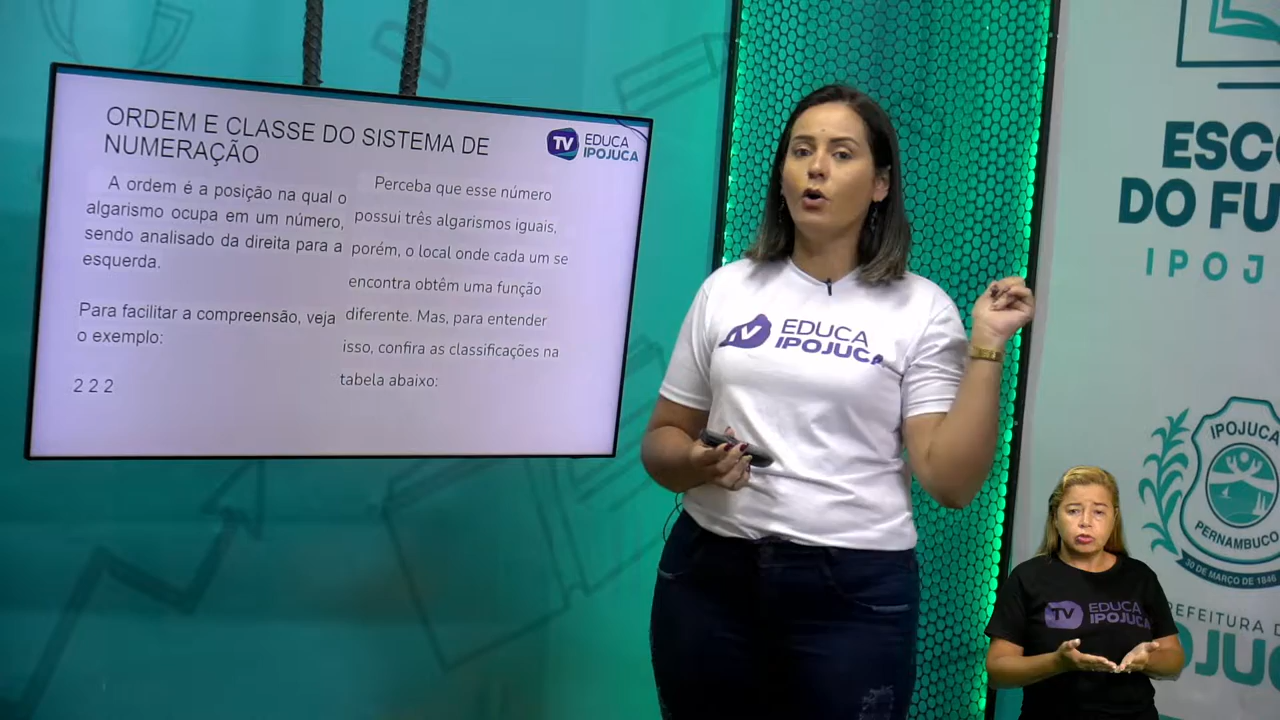 ORDEM E CLASSE DO SISTEMA DE
NUMERAÇÃO
TV EDUCA
IPOJUCA
A ordem é a posição na qual o
algarismo ocupa em um número,
sendo analisado da direita para a
esquerda.
Para facilitar a compreensão, veja
o exemplo:
2 2 2
Perceba que esse número
possui três algarismos iguais,
porém, o local onde cada um se
encontra obtêm uma função
diferente. Mas, para entender
isso, confira as classificações na
tabela abaixo:
TV EDUCA
IPOJUCA
ESCO
DO FU
IPOJ
IPOJUCA
PERNAMBUCO
30 DE MARÇO DE 1846
REFEITURA D
OJUC
TV EDUCA
IPOJUCA